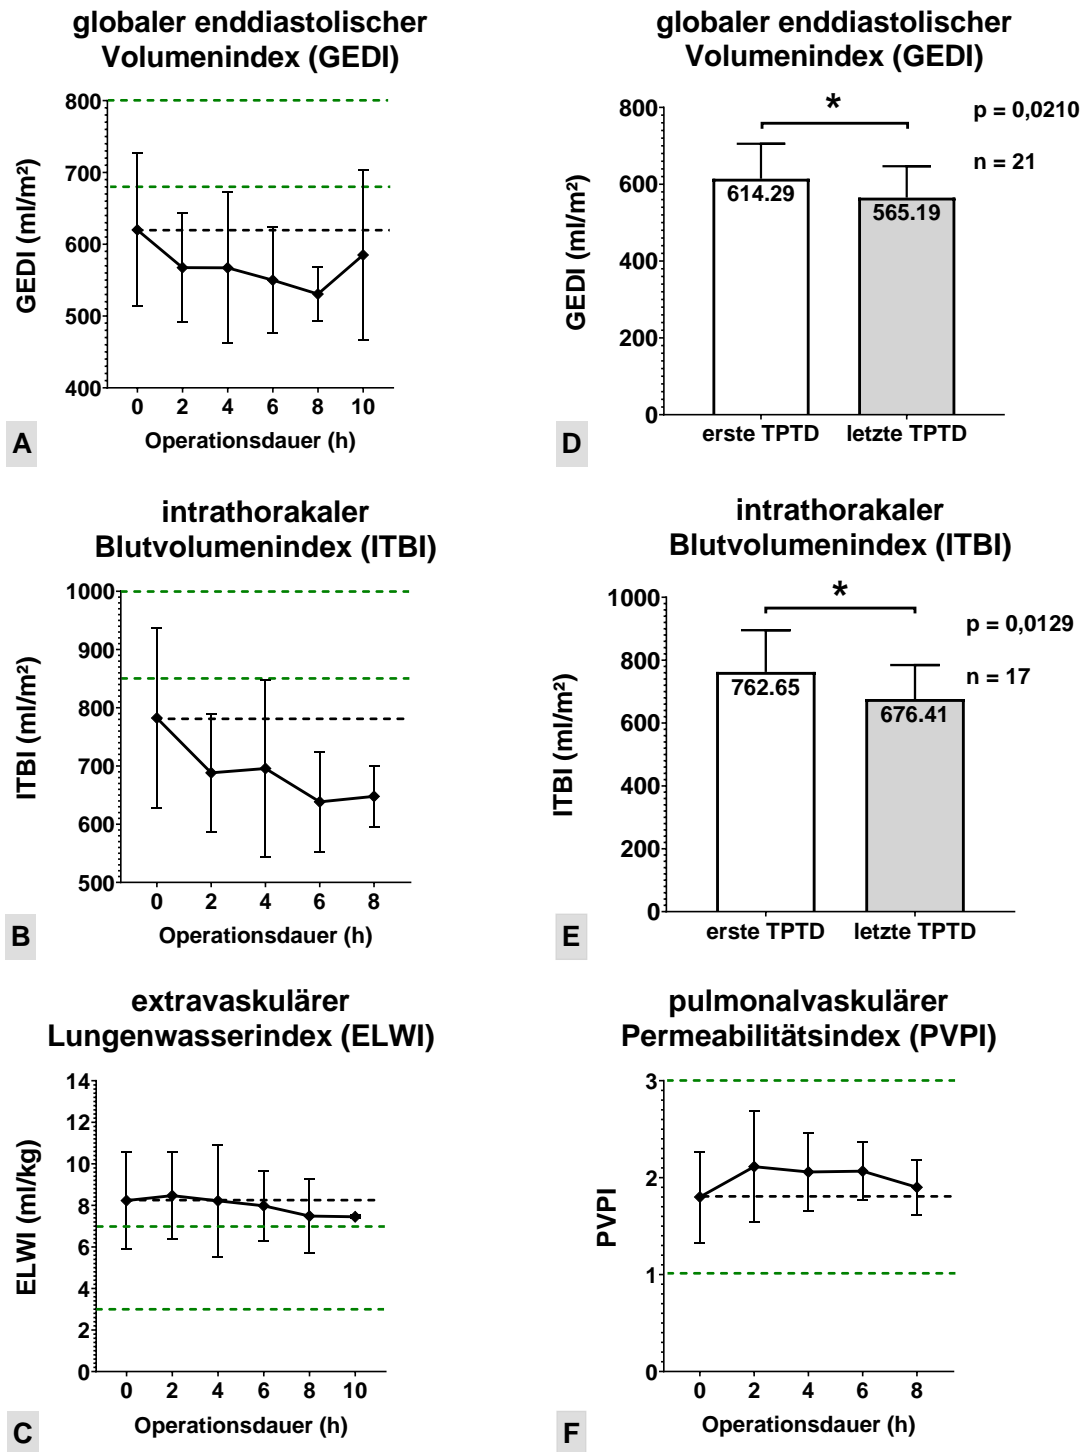 globaler enddiastolischer
Volumenindex (GEDI)
GEDI (ml/m²)
800
700
600
500
400
0 2 4 6 8 10
Operationsdauer (h)
A
globaler enddiastolischer
Volumenindex (GEDI)
GEDI (ml/m²)
800
600
400
200
0
*
p = 0,0210
n = 21
614.29
565.19
erste TPTD letzte TPTD
D
intrathorakaler
Blutvolumenindex (ITBI)
ITBI (ml/m²)
1000
900
800
700
600
500
0 2 4 6 8
Operationsdauer (h)
B
intrathorakaler
Blutvolumenindex (ITBI)
ITBI (ml/m²)
1000
800
600
400
200
0
*
p = 0,0129
n = 17
762.65
676.41
erste TPTD letzte TPTD
E
extravaskulärer
Lungenwasserindex (ELWI)
ELWI (ml/kg)
14
12
10
8
6
4
2
0
0 2 4 6 8 10
Operationsdauer (h)
C
pulmonalvaskulärer
Permeabilitätsindex (PVPI)
PVPI
3
2
1
0
0 2 4 6 8
Operationsdauer (h)
F